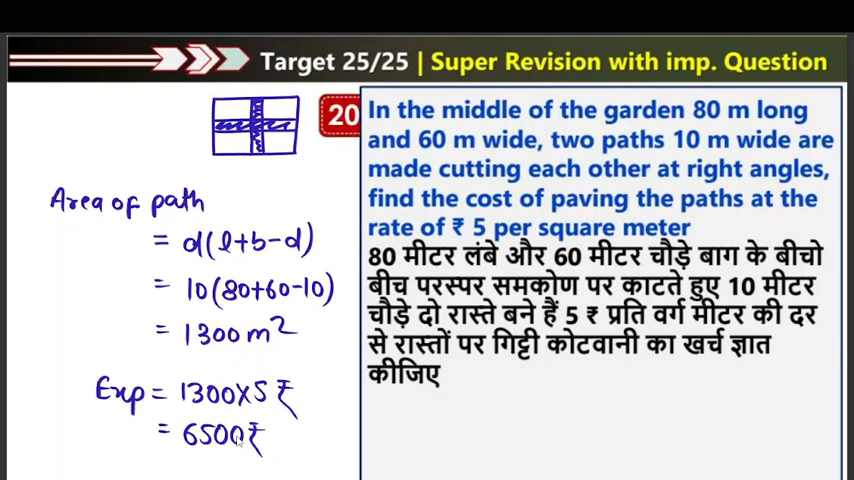 Target 25/25 | Super Revision with imp. Question
20
In the middle of the garden 80 m long
and 60 m wide, two paths 10 m wide are
made cutting each other at right angles,
find the cost of paving the paths at the
rate of ₹ 5 per square meter
80 मीटर लंबे और 60 मीटर चौड़े बाग के बीचो
बीच परस्पर समकोण पर काटते हुए 10 मीटर
चौड़े दो रास्ते बने हैं 5 ₹ प्रति वर्ग मीटर की दर
से रास्तों पर गिट्टी कोटवानी का खर्च ज्ञात
कीजिए
Area of path
= d(l+b-d)
= 10(80+60-10)
= 1300 m²
Exp = 1300×5 ₹
= 6500₹